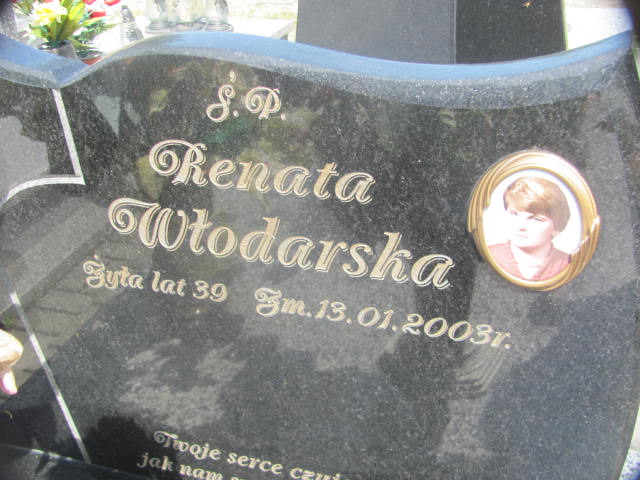 Ś.P.
Renata
Włodarska
Żyła lat 39 Zm. 13.01.2003r.
Twoje serce
jak nam